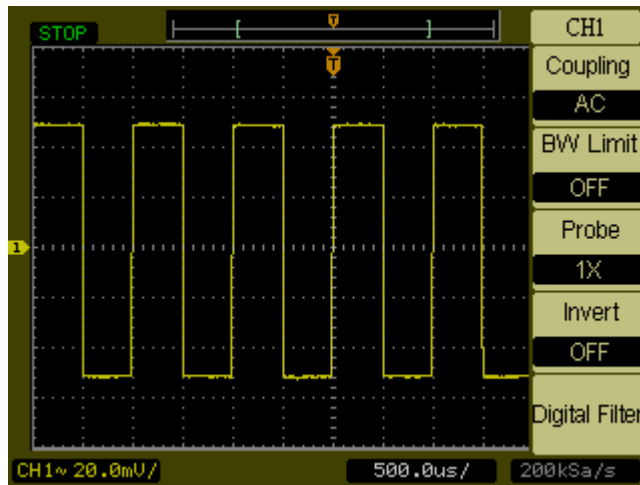 STOP
T
T
1
CH1
Coupling
AC
BW Limit
OFF
Probe
1X
Invert
OFF
Digital Filter
CH1~ 20.0mV/
500.0us/
200kSa/s